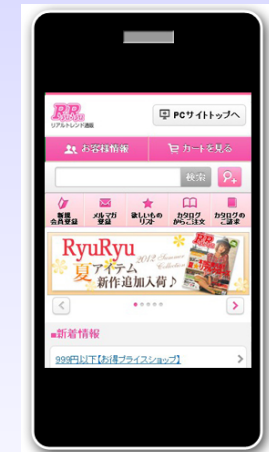 RyuRyu
リアルトレンド通販
PCサイトトップへ
お客様情報
カートを見る
検索
新規
会員登録
メルマガ
登録
欲しいもの
リスト
カタログ
からご注文
カタログの
ご請求
RyuRyu
2012 Summer
Collection
夏アイテム
新作追加入荷♪
■新着情報
999円以下【お得プライスショップ】